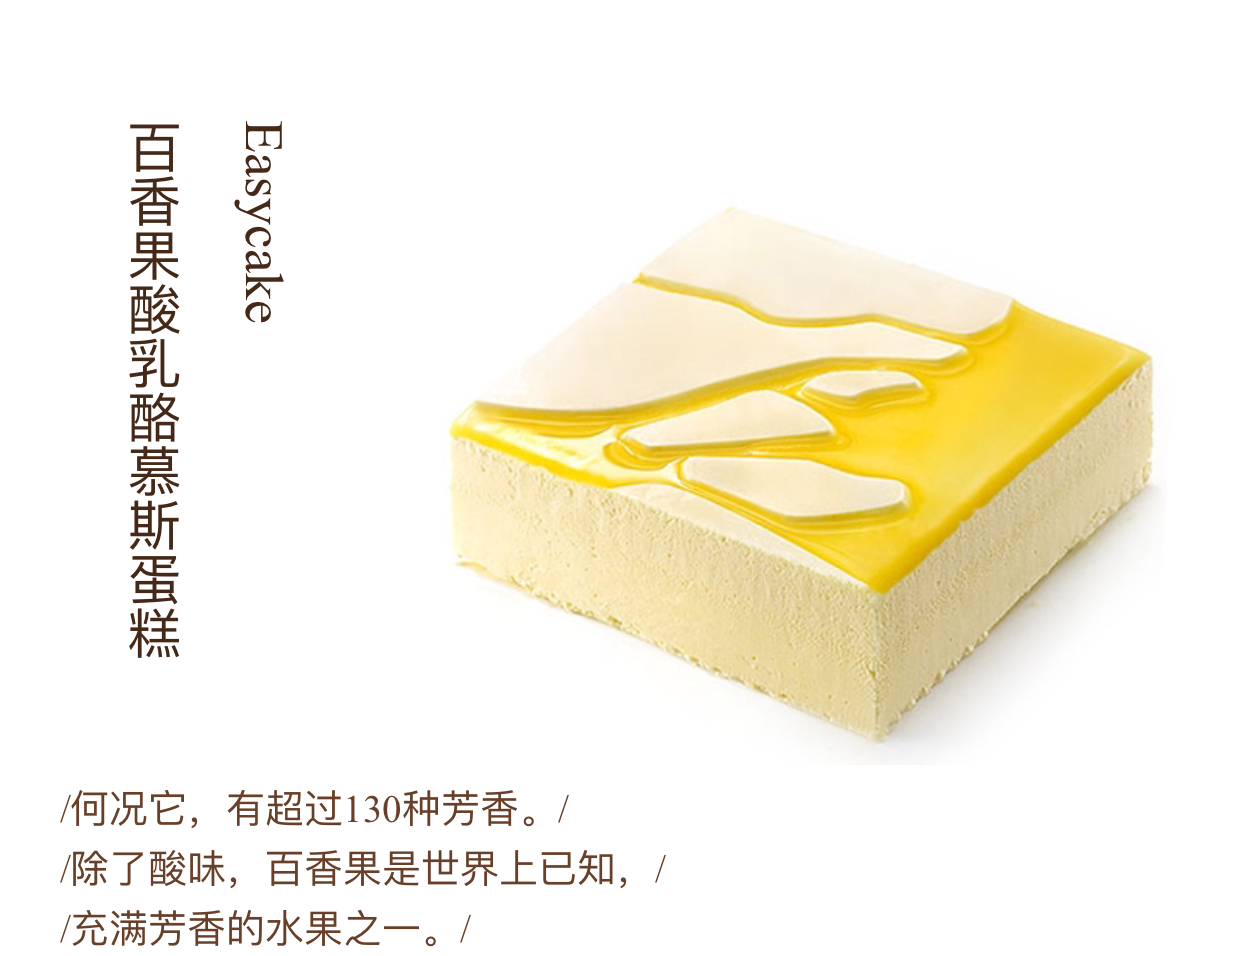 百香果酸乳酪慕斯蛋糕
Easycake
/何况它，有超过130种芳香。/
/除了酸味，百香果是世界上已知，/
/充满芳香的水果之一。/